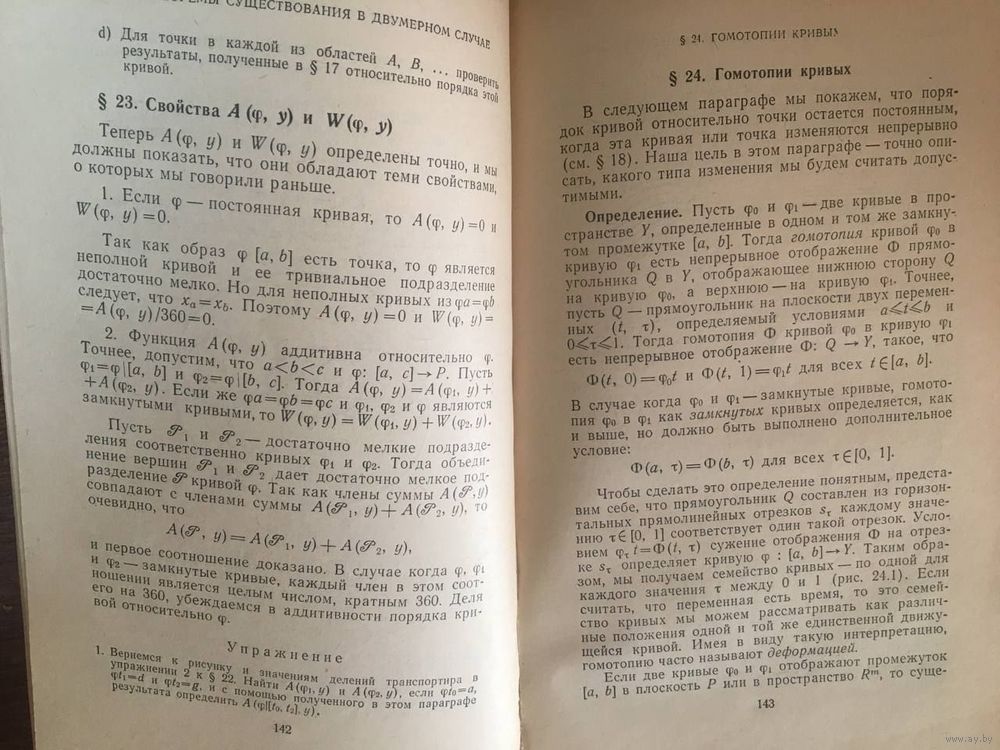 СУЩЕСТВОВАНИЯ В ДВУМЕРНОМ СЛУЧАЕ
d) Для точки в каждой из областей A, B, ... проверить
результаты, полученные в § 17 относительно порядка этой
кривой.
§ 23. Свойства A (φ, y) и W(φ, y)
Теперь A (φ, y) и W (φ, y) определены точно, и мы
должны показать, что они обладают теми свойствами,
о которых мы говорили раньше.
1. Если φ — постоянная кривая, то A (φ, y)=0 и
W (φ, y)=0.
Так как образ φ [a, b] есть точка, то φ является
неполной кривой и ее тривиальное подразделение
достаточно мелко. Но для неполных кривых из φa=φb
следует, что xₐ=x_b. Поэтому A (φ, y)=0 и W (φ, y)=
=A (φ, y)/360=0.
2. Функция A (φ, y) аддитивна относительно φ.
Точнее, допустим, что a<b<c и φ: [a, c]→P. Пусть
φ₁=φ|[a, b] и φ₂=φ|[b, c]. Тогда A (φ, y)=A (φ₁, y)+
+A (φ₂, y). Если же φa=φb=φc и φ₁, φ₂ и φ являются
замкнутыми кривыми, то W (φ, y)=W (φ₁, y)+W (φ₂, y).
Пусть 𝒫₁ и 𝒫₂ — достаточно мелкие подразде-
ления соответственно кривых φ₁ и φ₂. Тогда объеди-
нение вершин 𝒫₁ и 𝒫₂ дает достаточно мелкое под-
разделение 𝒫 кривой φ. Так как члены суммы A (𝒫, y)
совпадают с членами суммы A (𝒫₁, y)+A (𝒫₂, y), то
очевидно, что
A (𝒫, y)=A (𝒫₁, y)+A (𝒫₂, y),
и первое соотношение доказано. В случае когда φ, φ₁
и φ₂ — замкнутые кривые, каждый член в этом соот-
ношении является целым числом, кратным 360. Деля
его на 360, убеждаемся в аддитивности порядка кри-
вой относительно φ.
Упражнение
1. Вернемся к рисунку и значениям делений транспортира в
упражнении 2 к § 22. Найти A (φ₁, y) и A (φ₂, y), если φt₀=a,
φt₁=d и φt₂=g, и с помощью полученного в этом параграфе
результата определить A (φ|[t₀, t₂], y).
142
§ 24. ГОМОТОПИИ КРИВЫХ
§ 24. Гомотопии кривых
В следующем параграфе мы покажем, что поря-
док кривой относительно точки остается постоянным,
когда эта кривая или точка изменяются непрерывно
(см. § 18). Наша цель в этом параграфе — точно опи-
сать, какого типа изменения мы будем считать допус-
тимыми.
Определение. Пусть φ₀ и φ₁ — две кривые в про-
странстве Y, определенные в одном и том же замкну-
том промежутке [a, b]. Тогда гомотопия кривой φ₀ в
кривую φ₁ есть непрерывное отображение Φ прямо-
угольника Q в Y, отображающее нижнюю сторону Q
на кривую φ₀, а верхнюю — на кривую φ₁. Точнее,
пусть Q — прямоугольник на плоскости двух перемен-
ных (t, τ), определяемый условиями a⩽t⩽b и
0⩽τ⩽1. Тогда гомотопия Φ кривой φ₀ в кривую φ₁
есть непрерывное отображение Φ: Q → Y, такое, что
Φ (t, 0)=φ₀t и Φ (t, 1)=φ₁t для всех t∈[a, b].
В случае когда φ₀ и φ₁ — замкнутые кривые, гомото-
пия φ₀ в φ₁ как замкнутых кривых определяется, как
и выше, но должно быть выполнено дополнительное
условие:
Φ (a, τ)=Φ (b, τ) для всех τ∈[0, 1].
Чтобы сделать это определение понятным, предста-
вим себе, что прямоугольник Q составлен из горизон-
тальных прямолинейных отрезков s_τ каждому значе-
нию τ∈[0, 1] соответствует один такой отрезок. Усло-
вием φ_τ t=Φ (t, τ) сужение отображения Φ на отрез-
ке s_τ определяет кривую φ : [a, b]→Y. Таким обра-
зом, мы получаем семейство кривых — по одной для
каждого значения τ между 0 и 1 (рис. 24.1). Если
считать, что переменная есть время, то это семей-
ство кривых мы можем рассматривать как различ-
ные положения одной и той же единственной движу-
щейся кривой. Имея в виду такую интерпретацию,
гомотопию часто называют деформацией.
Если две кривые φ₀ и φ₁ отображают промежуток
[a, b] в плоскость P или в пространство Rᵐ, то суще-
143
www.ay.by